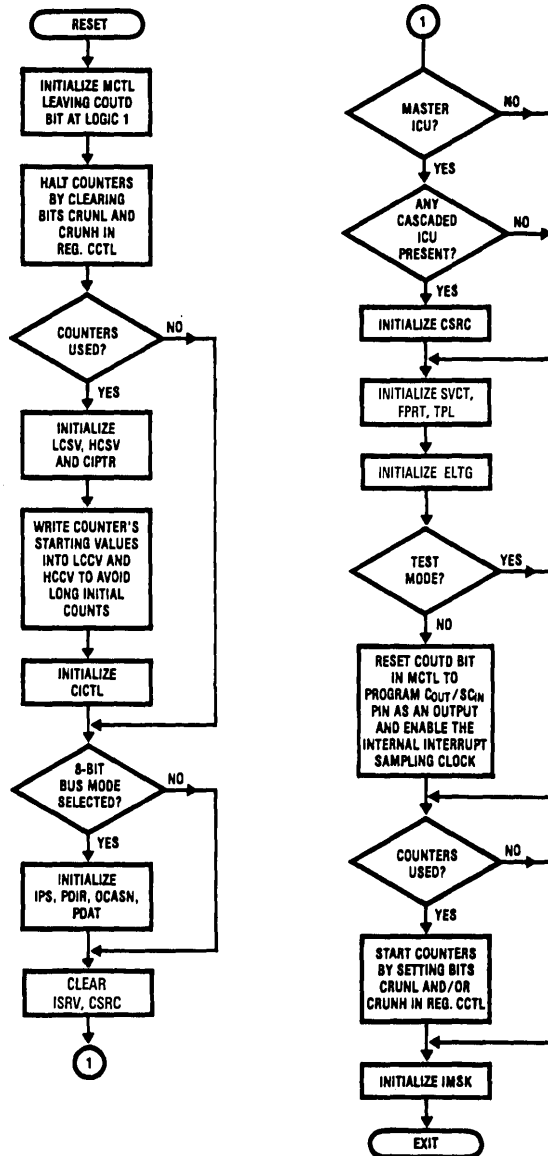 RESET
INITIALIZE MCTL
LEAVING COUTD
BIT AT LOGIC 1
HALT COUNTERS
BY CLEARING
BITS CRUNL AND
CRUNH IN
REG. CCTL
COUNTERS
USED?
NO
YES
INITIALIZE
LCSV, HCSV
AND CIPTR
WRITE COUNTER'S
STARTING VALUES
INTO LCCV AND
HCCV TO AVOID
LONG INITIAL
COUNTS
INITIALIZE
CICTL
8-BIT
BUS MODE
SELECTED?
NO
YES
INITIALIZE
IPS, PDIR, OCASN,
PDAT
CLEAR
ISRV, CSRC
1
1
MASTER
ICU?
NO
YES
ANY
CASCADED
ICU
PRESENT?
NO
YES
INITIALIZE CSRC
INITIALIZE SVCT,
FPRT, TPL
INITIALIZE ELTG
TEST
MODE?
YES
NO
RESET COUTD BIT
IN MCTL TO
PROGRAM COUT/SCIN
PIN AS AN OUTPUT
AND ENABLE THE
INTERNAL INTERRUPT
SAMPLING CLOCK
COUNTERS
USED?
NO
YES
START COUNTERS
BY SETTING BITS
CRUNL AND/OR
CRUNH IN REG. CCTL
INITIALIZE IMSK
EXIT